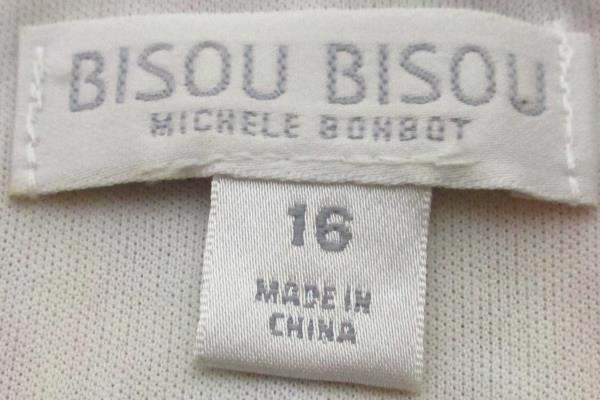 BISOU BISOU
MICHELE BOHBOT
16
MADE IN
CHINA